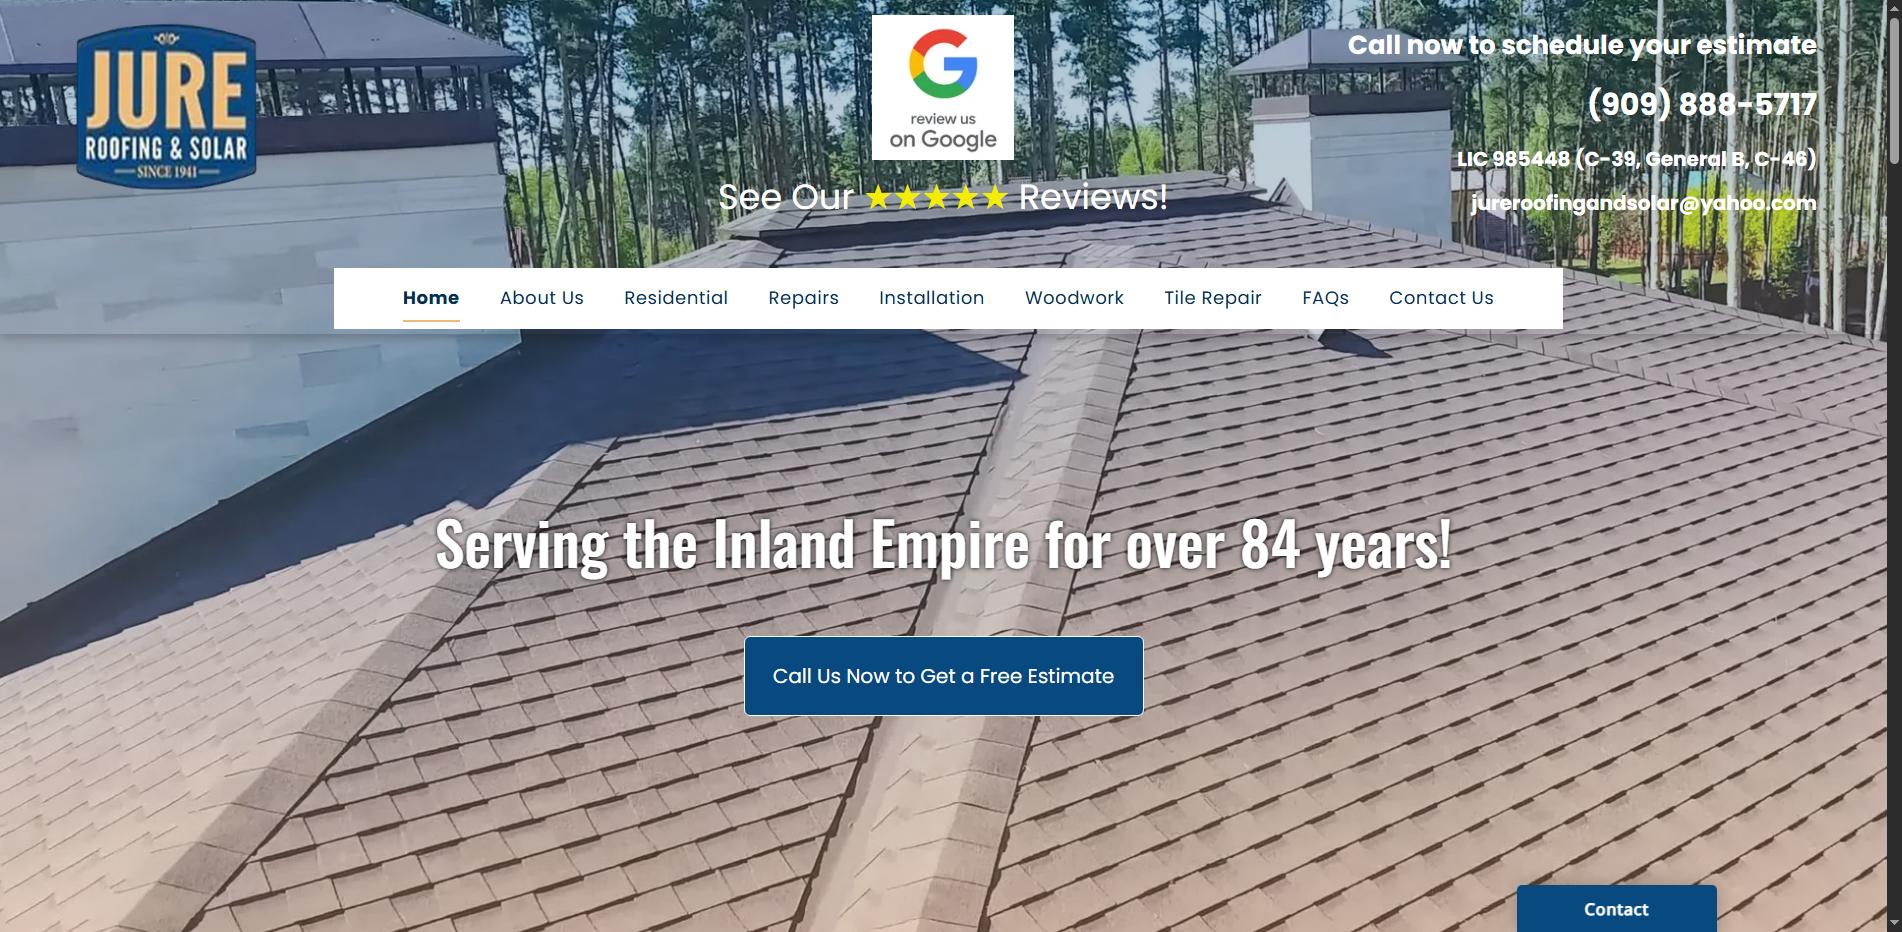 JURE
ROOFING & SOLAR
SINCE 1941
G
review us
on Google
See Our ★★★★★ Reviews!
Call now to schedule your estimate
(909) 888-5717
LIC 985448 (C-39, General B, C-46)
jureroofingandsolar@yahoo.com
Home About Us Residential Repairs Installation Woodwork Tile Repair FAQs Contact Us
Serving the Inland Empire for over 84 years!
Call Us Now to Get a Free Estimate
Contact